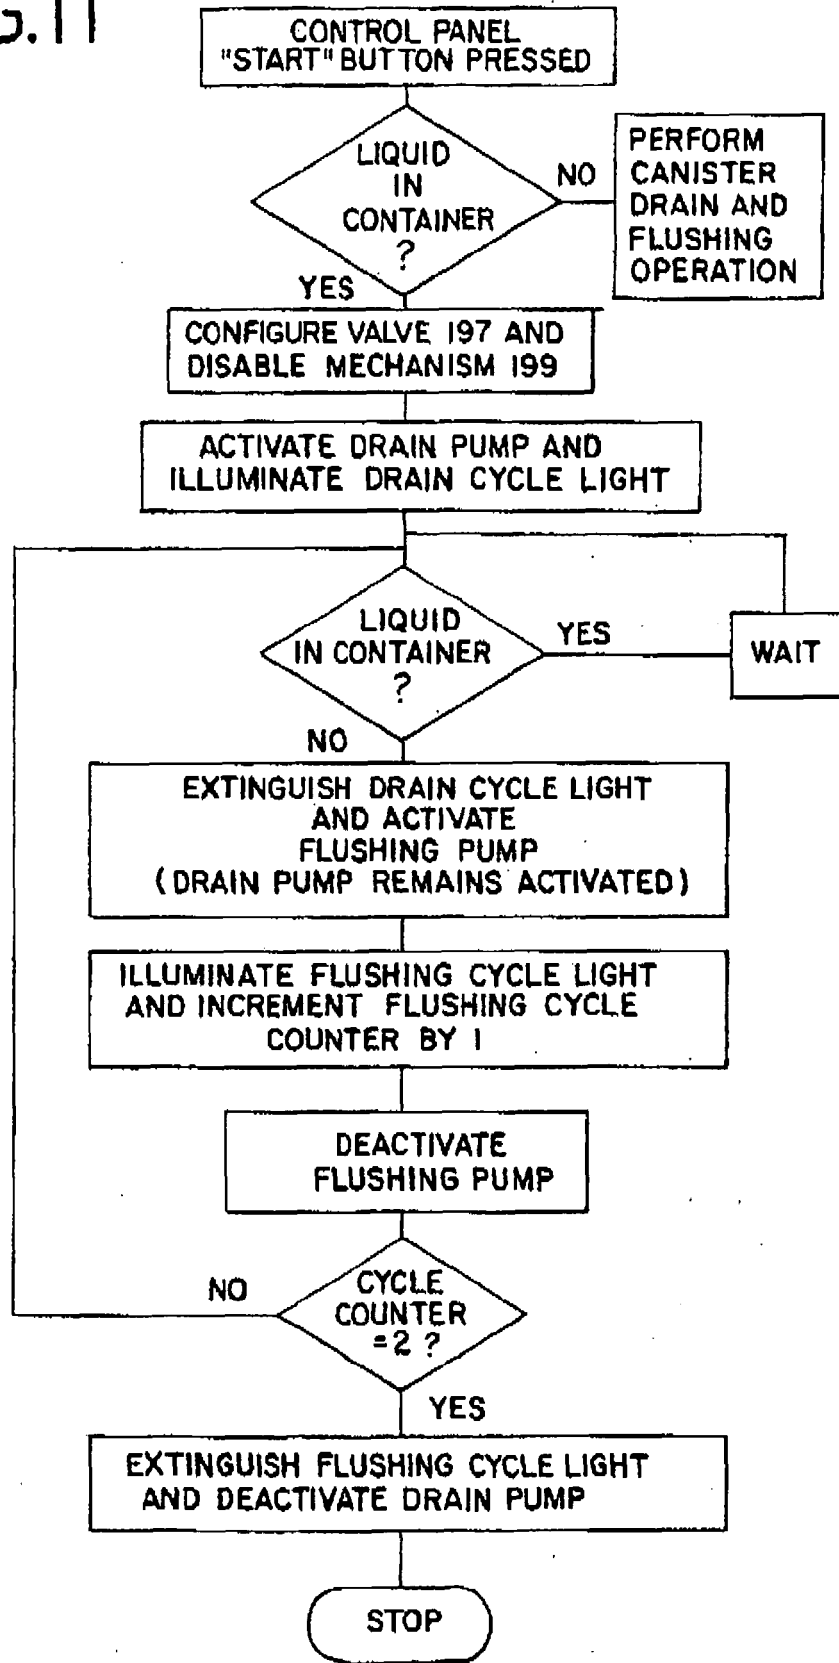 G.11
CONTROL PANEL
"START" BUTTON PRESSED
LIQUID
IN
CONTAINER
?
NO
PERFORM
CANISTER
DRAIN AND
FLUSHING
OPERATION
YES
CONFIGURE VALVE 197 AND
DISABLE MECHANISM 199
ACTIVATE DRAIN PUMP AND
ILLUMINATE DRAIN CYCLE LIGHT
LIQUID
IN CONTAINER
?
YES
WAIT
NO
EXTINGUISH DRAIN CYCLE LIGHT
AND ACTIVATE
FLUSHING PUMP
(DRAIN PUMP REMAINS ACTIVATED)
ILLUMINATE FLUSHING CYCLE LIGHT
AND INCREMENT FLUSHING CYCLE
COUNTER BY 1
DEACTIVATE
FLUSHING PUMP
CYCLE
COUNTER
=2 ?
NO
YES
EXTINGUISH FLUSHING CYCLE LIGHT
AND DEACTIVATE DRAIN PUMP
STOP